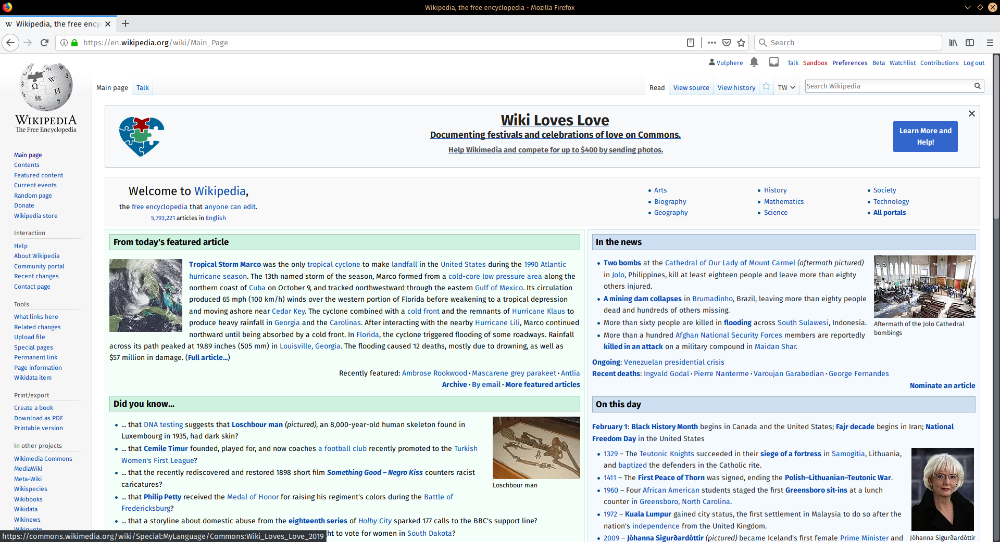 Wikipedia, the free encyclopedia - Mozilla Firefox
Wikipedia, the free ency
https://en.wikipedia.org/wiki/Main_Page
Search
Vulphere
Talk Sandbox Preferences Beta Watchlist Contributions Log out
Main page Talk
Read View source View history TW
Search Wikipedia
WIKIPEDIA
The Free Encyclopedia
Main page
Contents
Featured content
Current events
Random page
Donate
Wikipedia store
Interaction
Help
About Wikipedia
Community portal
Recent changes
Contact page
Tools
What links here
Related changes
Upload file
Special pages
Permanent link
Page information
Wikidata item
Print/export
Create a book
Download as PDF
Printable version
In other projects
Wikimedia Commons
MediaWiki
Meta-Wiki
Wikispecies
Wikibooks
Wikidata
Wikinews
Wikiquote
Wiki Loves Love
Documenting festivals and celebrations of love on Commons.
Help Wikimedia and compete for up to $400 by sending photos.
Learn More and
Help!
Welcome to Wikipedia,
the free encyclopedia that anyone can edit.
5,793,221 articles in English
• Arts
• Biography
• Geography
• History
• Mathematics
• Science
• Society
• Technology
• All portals
From today's featured article
Tropical Storm Marco was the only tropical cyclone to make landfall in the United States during the 1990 Atlantic
hurricane season. The 13th named storm of the season, Marco formed from a cold-core low pressure area along the
northern coast of Cuba on October 9, and tracked northwestward through the eastern Gulf of Mexico. Its circulation
produced 65 mph (100 km/h) winds over the western portion of Florida before weakening to a tropical depression
and moving ashore near Cedar Key. The cyclone combined with a cold front and the remnants of Hurricane Klaus to
produce heavy rainfall in Georgia and the Carolinas. After interacting with the nearby Hurricane Lili, Marco continued
northward until being absorbed by a cold front. In Florida, the cyclone triggered flooding of some roadways. Rainfall
across its path peaked at 19.89 inches (505 mm) in Louisville, Georgia. The flooding caused 12 deaths, mostly due to drowning, as well as
$57 million in damage. (Full article...)
Recently featured: Ambrose Rookwood · Mascarene grey parakeet · Antlia
Archive · By email · More featured articles
Did you know...
• ... that DNA testing suggests that Loschbour man (pictured), an 8,000-year-old human skeleton found in
Luxembourg in 1935, had dark skin?
• ... that Cemile Timur founded, played for, and now coaches a football club recently promoted to the Turkish
Women's First League?
• ... that the recently rediscovered and restored 1898 short film Something Good – Negro Kiss counters racist
caricatures?
• ... that Philip Petty received the Medal of Honor for raising his regiment's colors during the Battle of
Fredericksburg?
• ... that a storyline about domestic abuse from the eighteenth series of Holby City sparked 177 calls to the BBC's support line?
ght to vote for women in South Dakota?
Loschbour man
In the news
• Two bombs at the Cathedral of Our Lady of Mount Carmel (aftermath pictured)
in Jolo, Philippines, kill at least eighteen people and leave more than eighty
others injured.
• A mining dam collapses in Brumadinho, Brazil, leaving more than eighty people
dead and hundreds of others missing.
• More than sixty people are killed in flooding across South Sulawesi, Indonesia.
• More than a hundred Afghan National Security Forces members are reportedly
killed in an attack on a military compound in Maidan Shar.
Aftermath of the Jolo Cathedral
bombings
Ongoing: Venezuelan presidential crisis
Recent deaths: Ingvald Godal · Pierre Nanterme · Varoujan Garabedian · George Fernandes
Nominate an article
On this day
February 1: Black History Month begins in Canada and the United States; Fajr decade begins in Iran; National
Freedom Day in the United States
• 1329 – The Teutonic Knights succeeded in their siege of a fortress in Samogitia, Lithuania,
and baptized the defenders in the Catholic rite.
• 1411 – The First Peace of Thorn was signed, ending the Polish–Lithuanian–Teutonic War.
• 1960 – Four African American students staged the first Greensboro sit-ins at a lunch
counter in Greensboro, North Carolina.
• 1972 – Kuala Lumpur gained city status, the first settlement in Malaysia to do so after the
nation's independence from the United Kingdom.
• 2009 – Jóhanna Sigurðardóttir (pictured) became Iceland's first female Prime Minister and
Jóhanna Sigurðardóttir
https://commons.wikimedia.org/wiki/Special:MyLanguage/Commons:Wiki_Loves_Love_2019